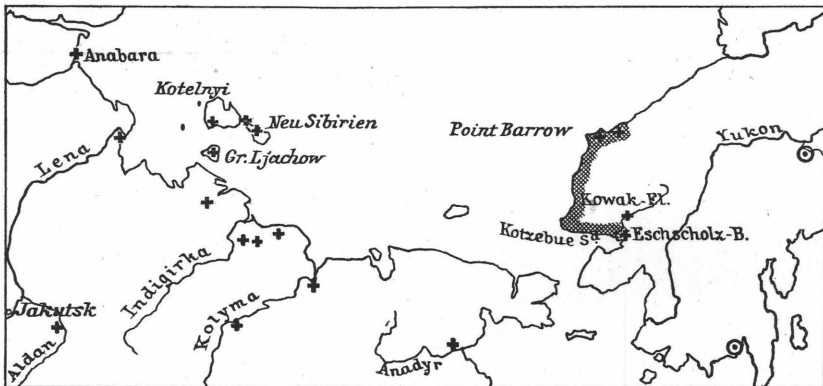 Anabara
Kotelnyi
Neu Sibirien
Point Barrow
Yukon
Lena
Gr. Ljachow
Kowak-Fl.
Kotzebue Sd.
Eschscholz-B.
Indigirka
Jakutsk
Kolyma
Aldan
Anadyr